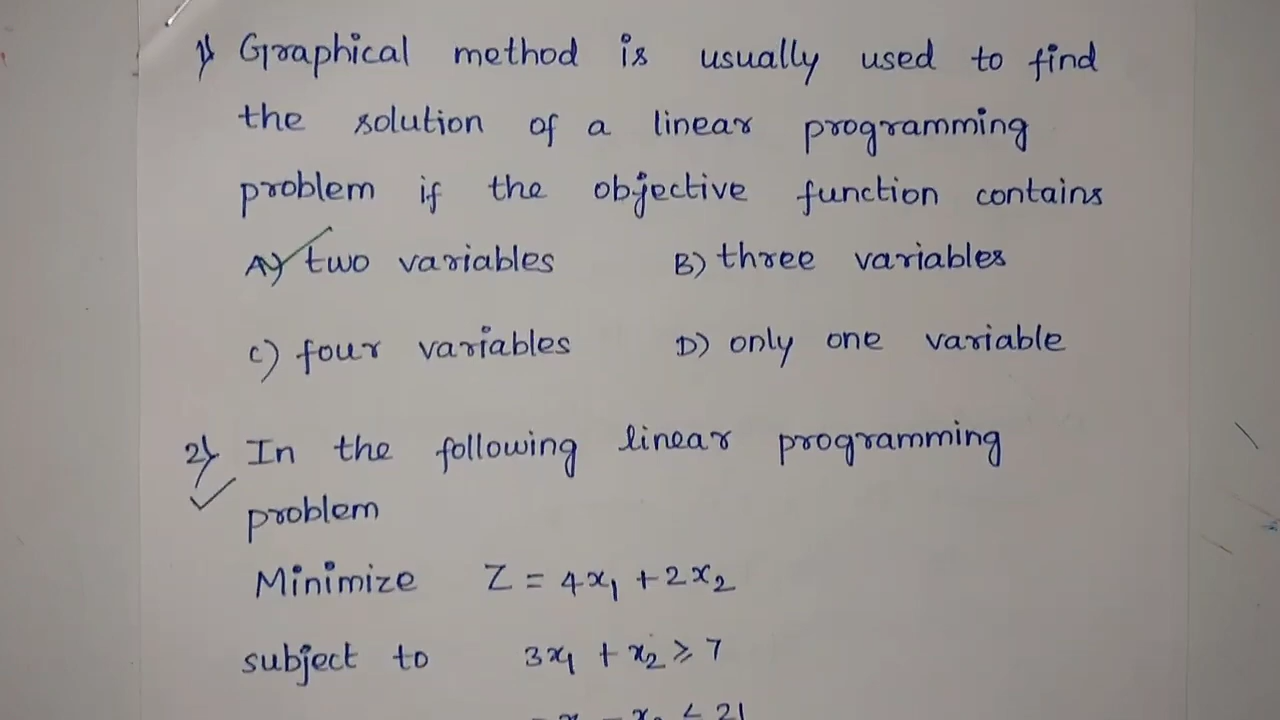 1) Graphical method is usually used to find
the solution of a linear programming
problem if the objective function contains
A) two variables B) three variables
C) four variables D) only one variable
2) In the following linear programming
problem
Minimize Z = 4x₁ + 2x₂
subject to 3x₁ + x₂ ≥ 7